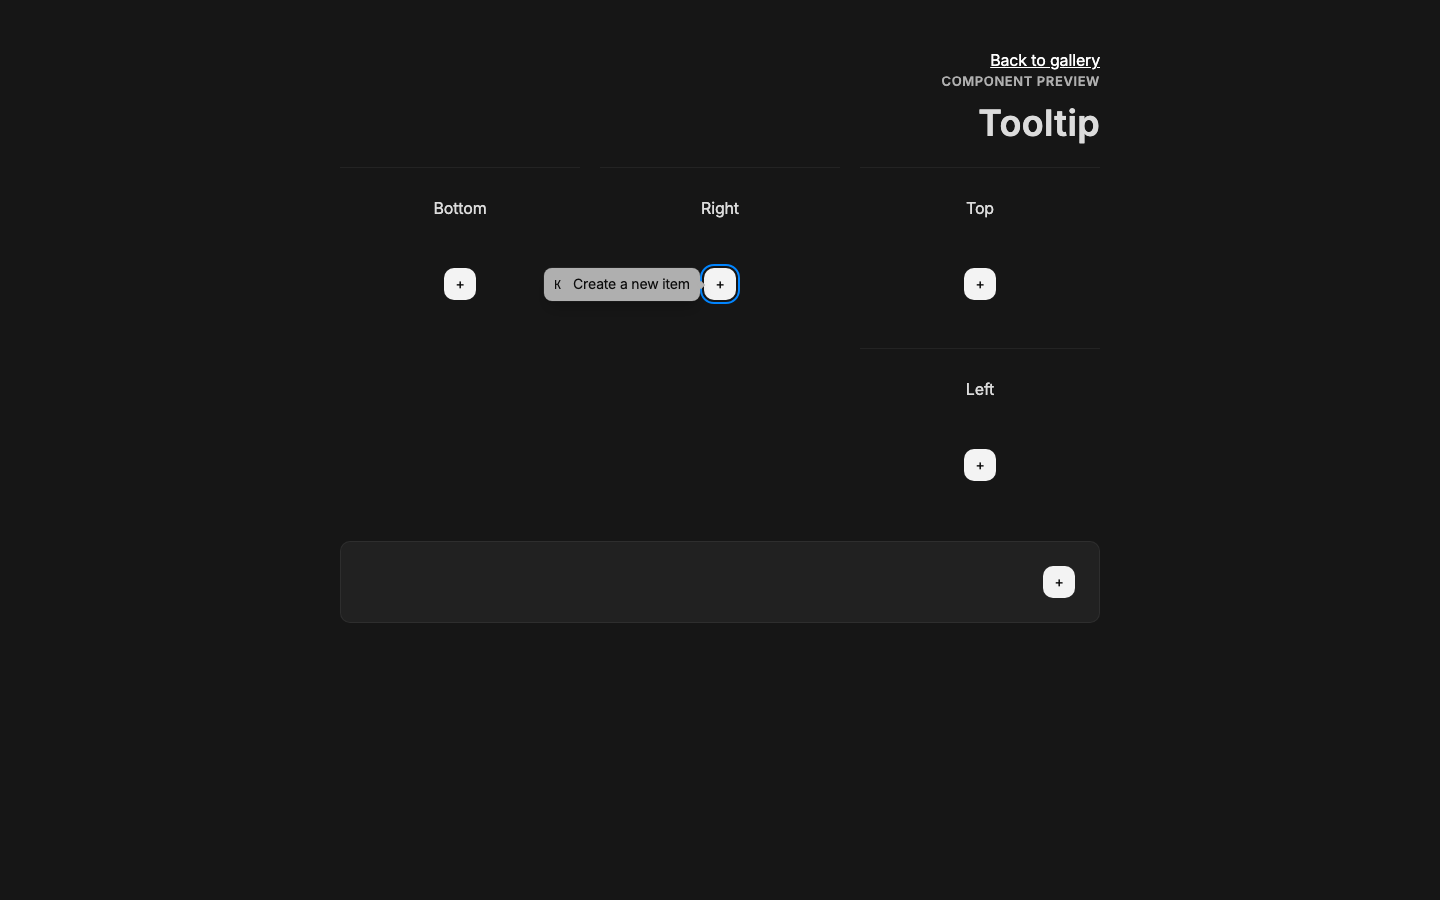 Back to gallery
COMPONENT PREVIEW
Tooltip
Top
Right
Bottom
+
Create a new item K
+
+
Left
+
+